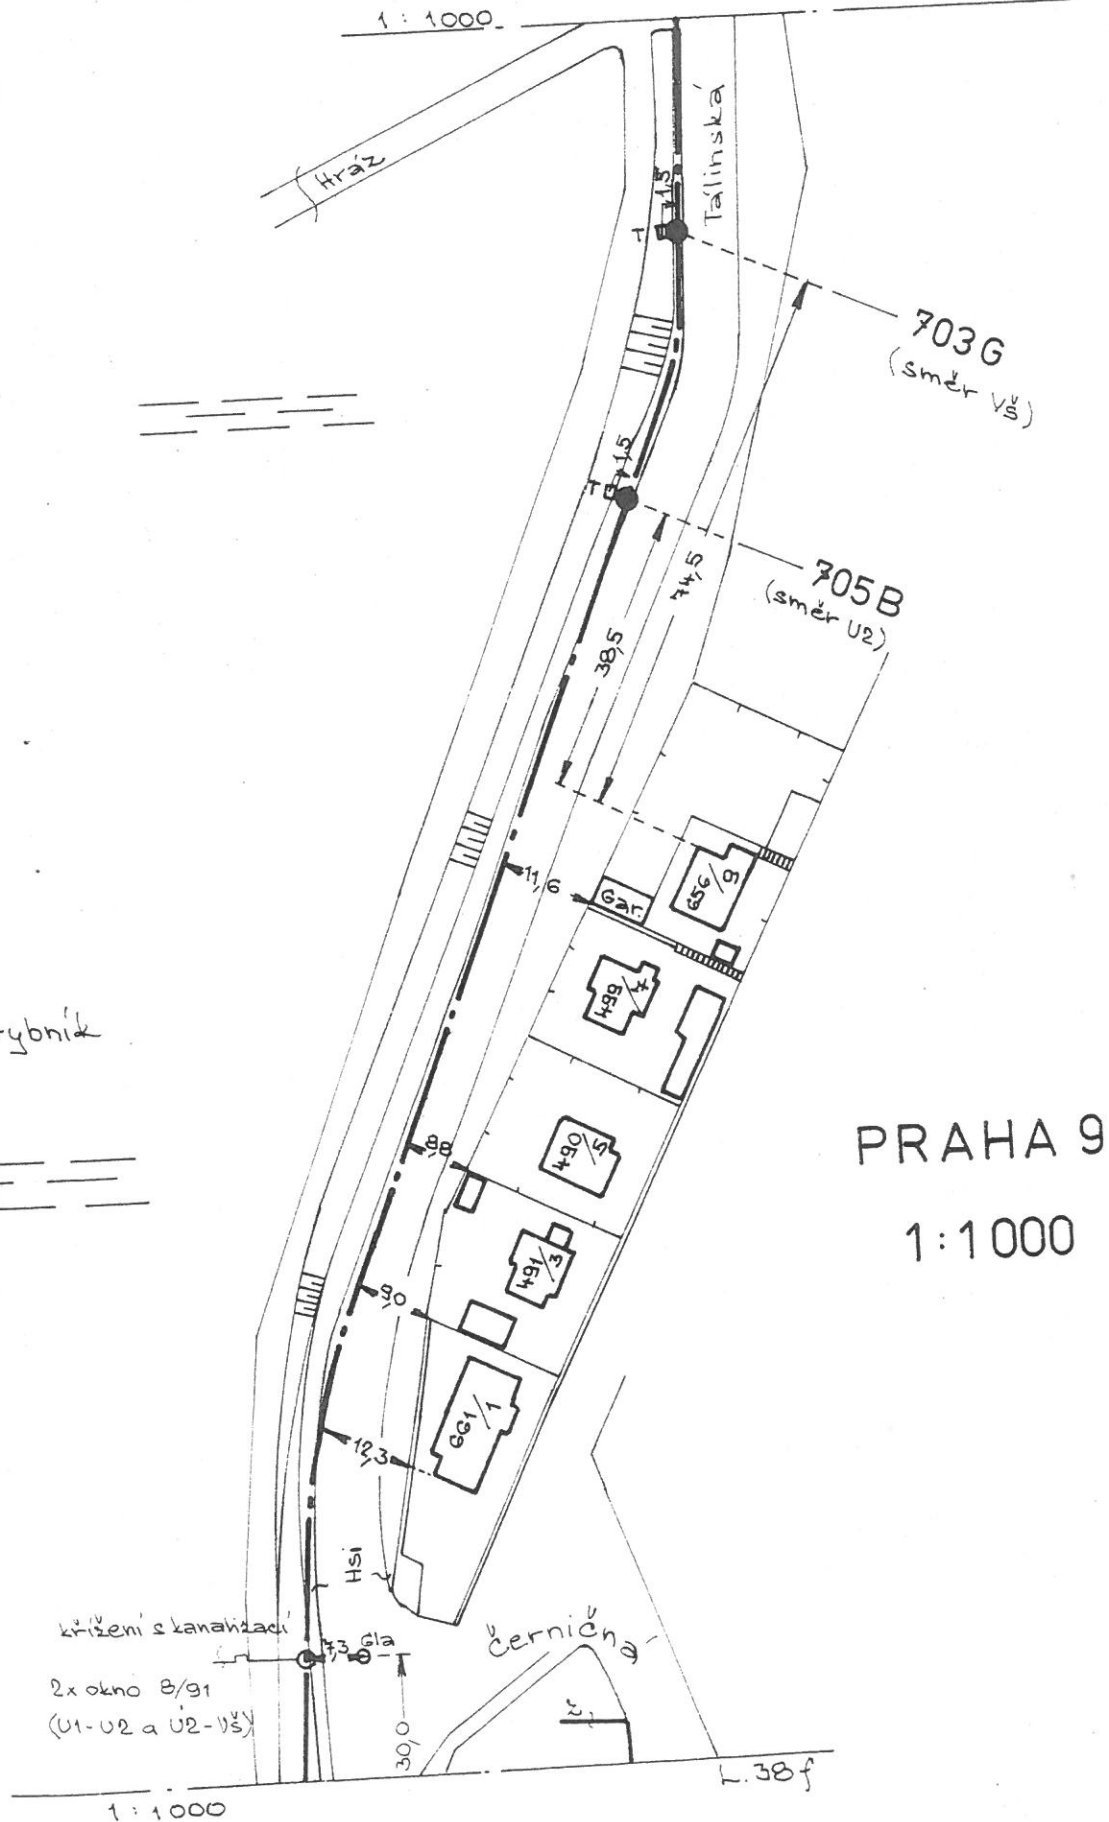 1 : 1000
Hráz
Tálinská
1,5
T
703G
(směr VŠ)
1,5
T
705B
(směr U2)
74,5
38,5
11,6
Gar.
656/9
499/7
rybník
8,8
490/5
PRAHA 9
1:1000
9,0
491/3
661/1
12,3
Hsi
křížení s kanalizací
7,3
Gla
Černičná
2x okno 8/91
(U1-U2 a U2-VŠ)
30,0
L.38f
1 : 1000